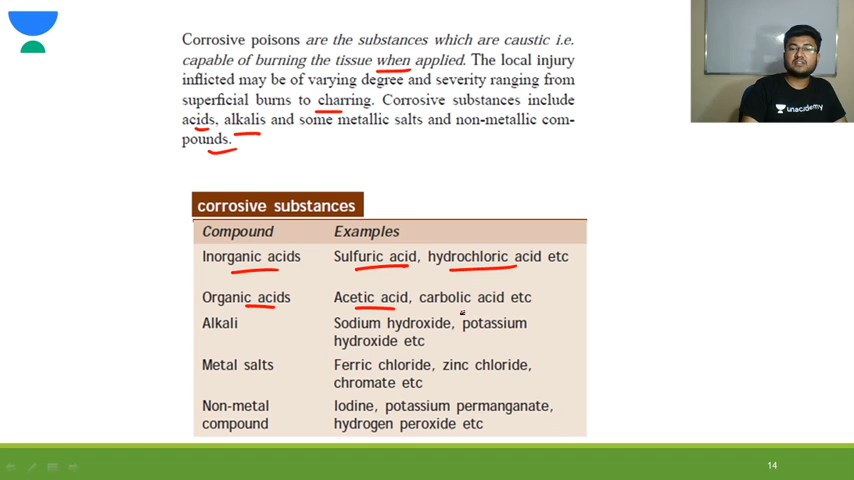 Corrosive poisons are the substances which are caustic i.e.
capable of burning the tissue when applied. The local injury
inflicted may be of varying degree and severity ranging from
superficial burns to charring. Corrosive substances include
acids, alkalis and some metallic salts and non-metallic com-
pounds.
unacademy
corrosive substances
Compound Examples
Inorganic acids Sulfuric acid, hydrochloric acid etc
Organic acids Acetic acid, carbolic acid etc
Alkali Sodium hydroxide, potassium
hydroxide etc
Metal salts Ferric chloride, zinc chloride,
chromate etc
Non-metal Iodine, potassium permanganate,
compound hydrogen peroxide etc
14